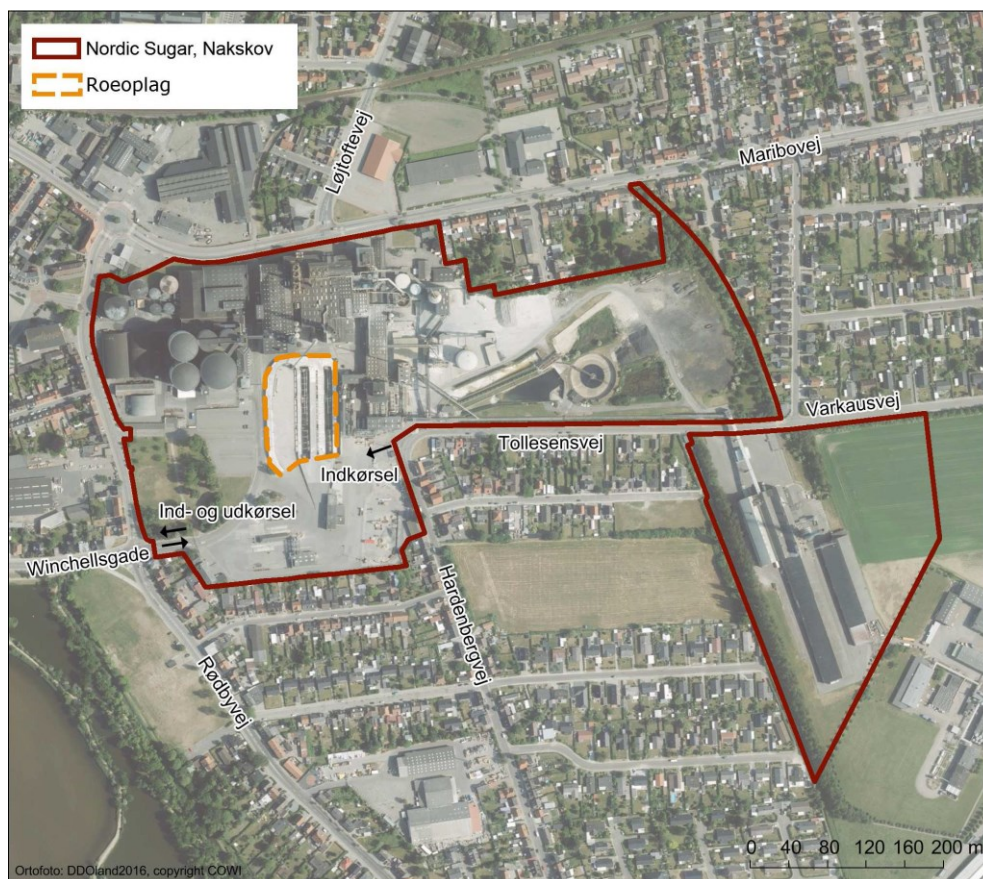 Nordic Sugar, Nakskov
Roeoplag
Løjtoftevej
Maribovej
Varkausvej
Tollesensvej
Indkørsel
Ind- og udkørsel
Winchellsgade
Hardenbergvej
Rødbyvej
0 40 80 120 160 200 m
Ortofoto: DDOland2016, copyright COWI